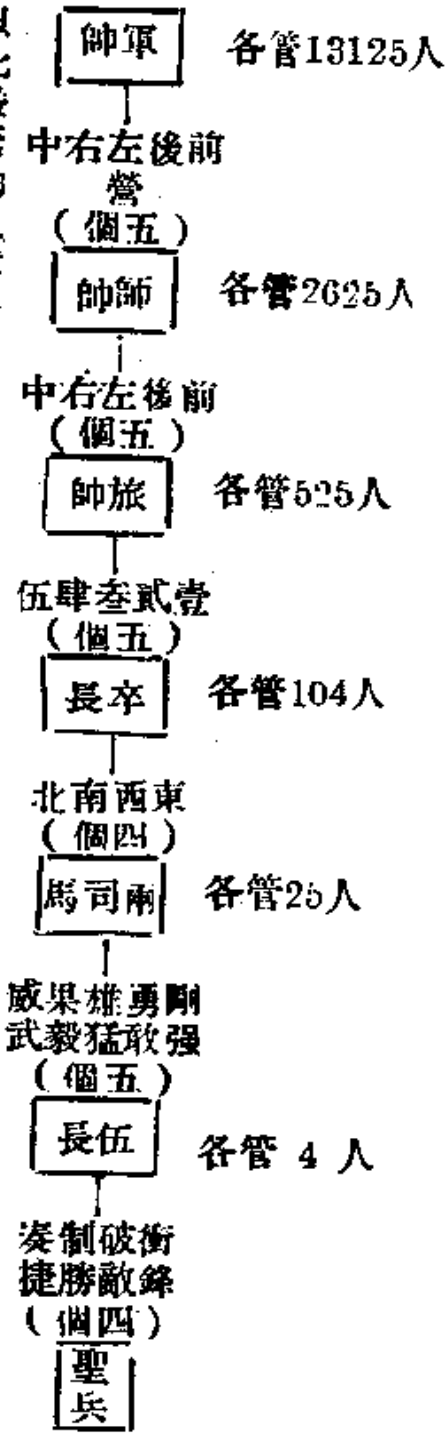 軍帥
各管13125人
前後左右中
營
（五個）
師帥
各管2625人
前後左右中
（五個）
旅帥
各管525人
壹貳叁肆伍
（五個）
卒長
各管104人
東西南北
（四個）
兩司馬
各管25人
剛勇雄果威
强敢猛毅武
（五個）
伍長
各管 4 人
衝破制奏
鋒敵勝捷
（四個）
聖兵